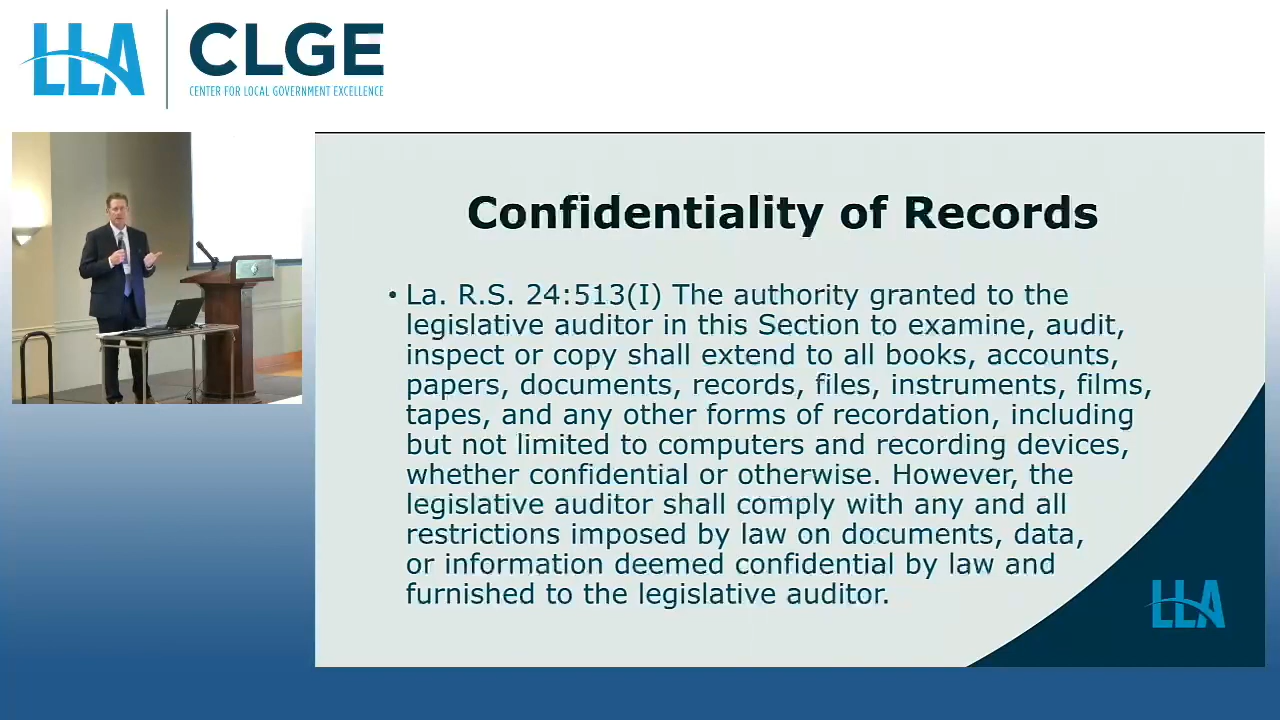 LLA
CLGE
CENTER FOR LOCAL GOVERNMENT EXCELLENCE
Confidentiality of Records
• La. R.S. 24:513(I) The authority granted to the
legislative auditor in this Section to examine, audit,
inspect or copy shall extend to all books, accounts,
papers, documents, records, files, instruments, films,
tapes, and any other forms of recordation, including
but not limited to computers and recording devices,
whether confidential or otherwise. However, the
legislative auditor shall comply with any and all
restrictions imposed by law on documents, data,
or information deemed confidential by law and
furnished to the legislative auditor.
LLA